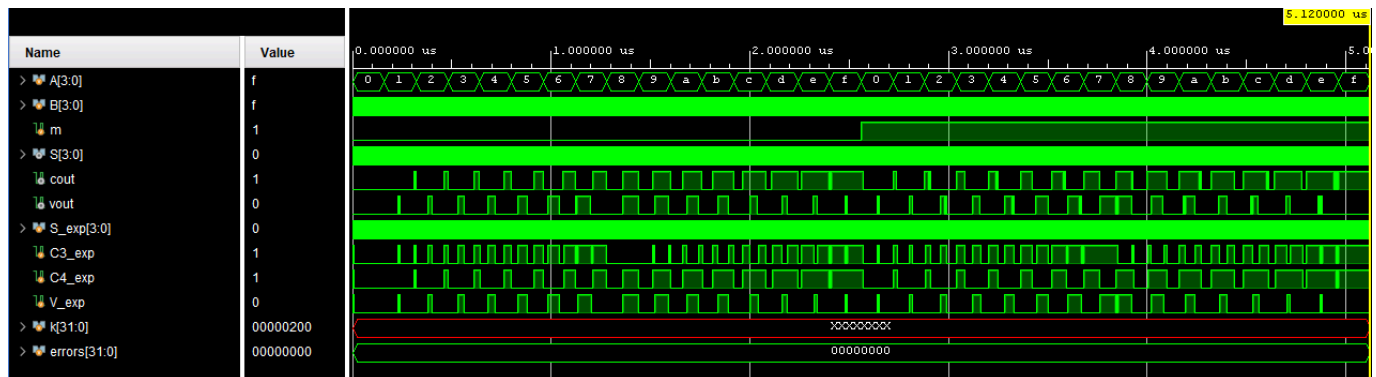 5.120000 us
Name Value
0.000000 us 1.000000 us 2.000000 us 3.000000 us 4.000000 us 5.0
> A[3:0] f 0 1 2 3 4 5 6 7 8 9 a b c d e f 0 1 2 3 4 5 6 7 8 9 a b c d e f
> B[3:0] f
m 1
> S[3:0] 0
cout 1
vout 0
> S_exp[3:0] 0
C3_exp 1
C4_exp 1
V_exp 0
> k[31:0] 00000200 XXXXXXXX
> errors[31:0] 00000000 00000000